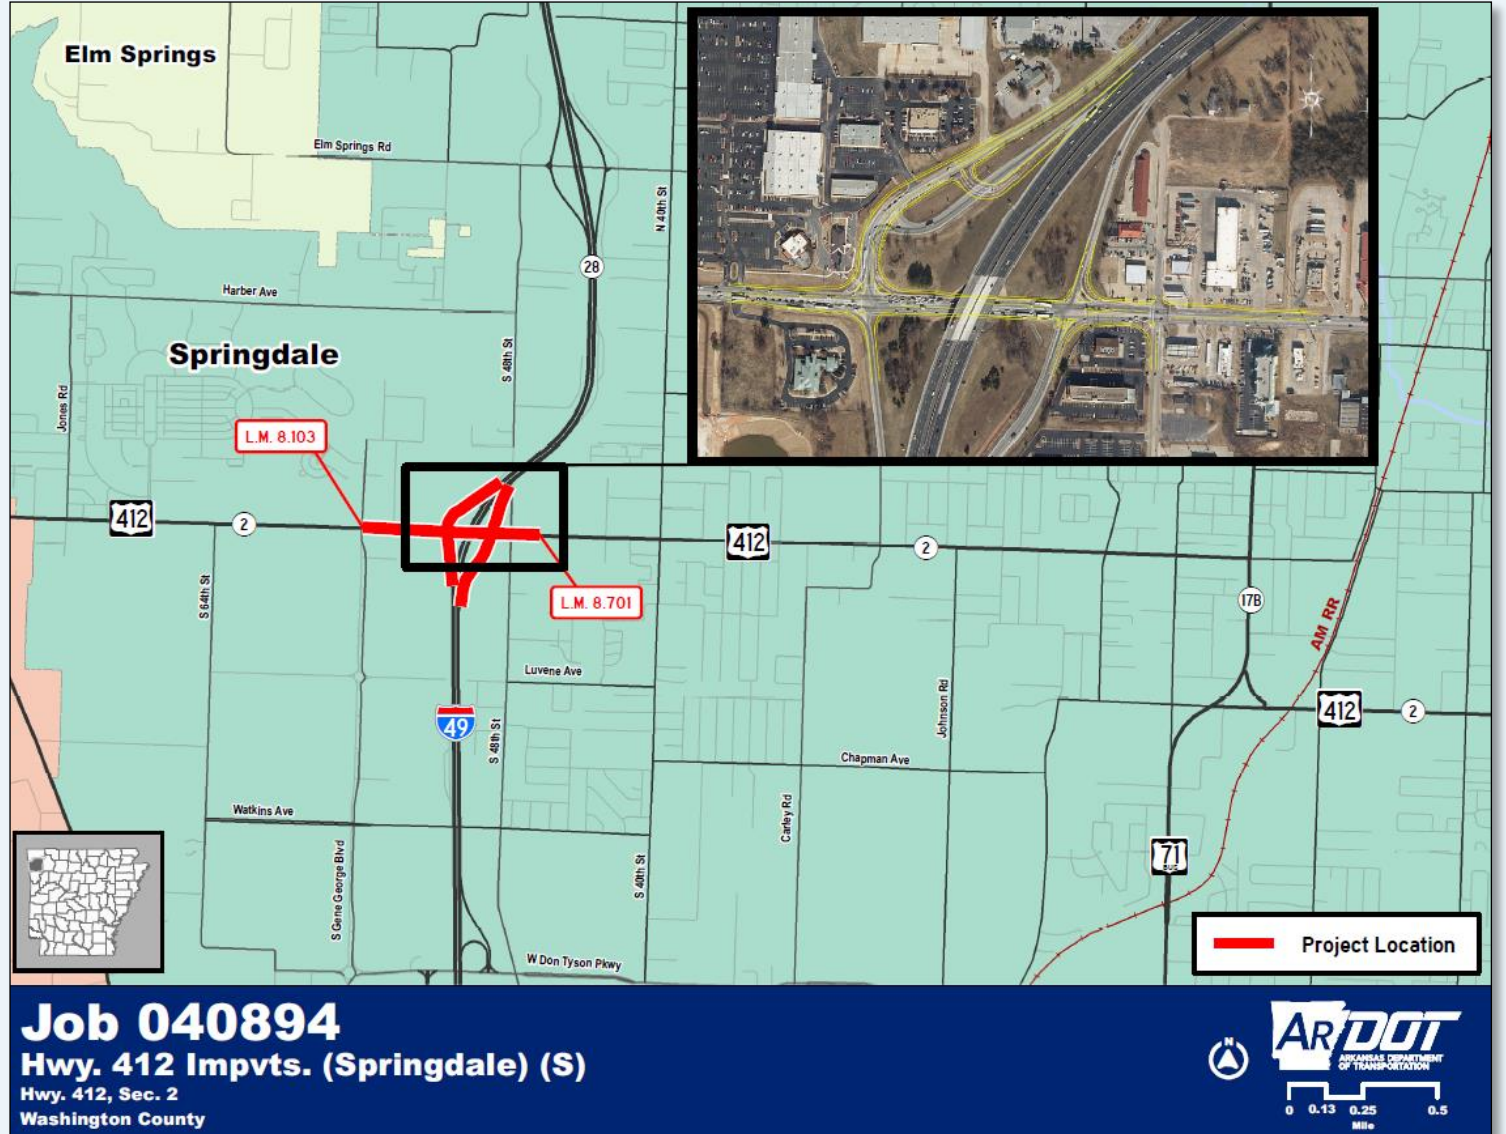 Elm Springs
Elm Springs Rd
N 40th St
28
Harber Ave
Springdale
S 48th St
Jones Rd
L.M. 8.103
412
2
412
2
S 64th St
L.M. 8.701
17B
AM RR
Luvene Ave
49
S 48th St
Johnson Rd
412
2
Chapman Ave
Watkins Ave
Carley Rd
71
S Gene George Blvd
S 40th St
W Don Tyson Pkwy
Project Location
Job 040894
Hwy. 412 Impvts. (Springdale) (S)
Hwy. 412, Sec. 2
Washington County
N
ARDOT
ARKANSAS DEPARTMENT
OF TRANSPORTATION
0 0.13 0.25 0.5
Mile